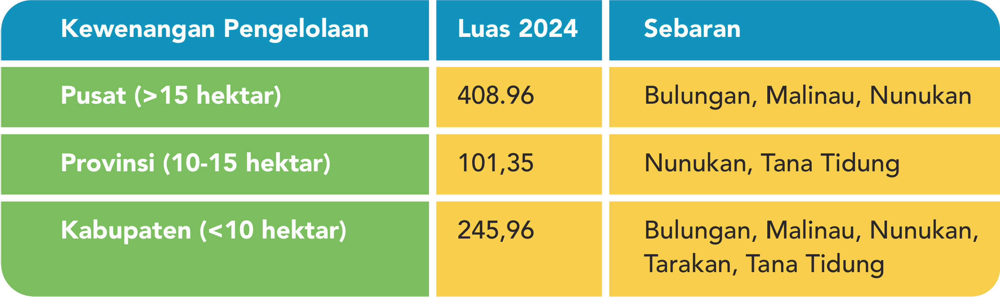 Kewenangan Pengelolaan Luas 2024 Sebaran
Pusat (>15 hektar) 408.96 Bulungan, Malinau, Nunukan
Provinsi (10-15 hektar) 101,35 Nunukan, Tana Tidung
Kabupaten (<10 hektar) 245,96 Bulungan, Malinau, Nunukan,
Tarakan, Tana Tidung